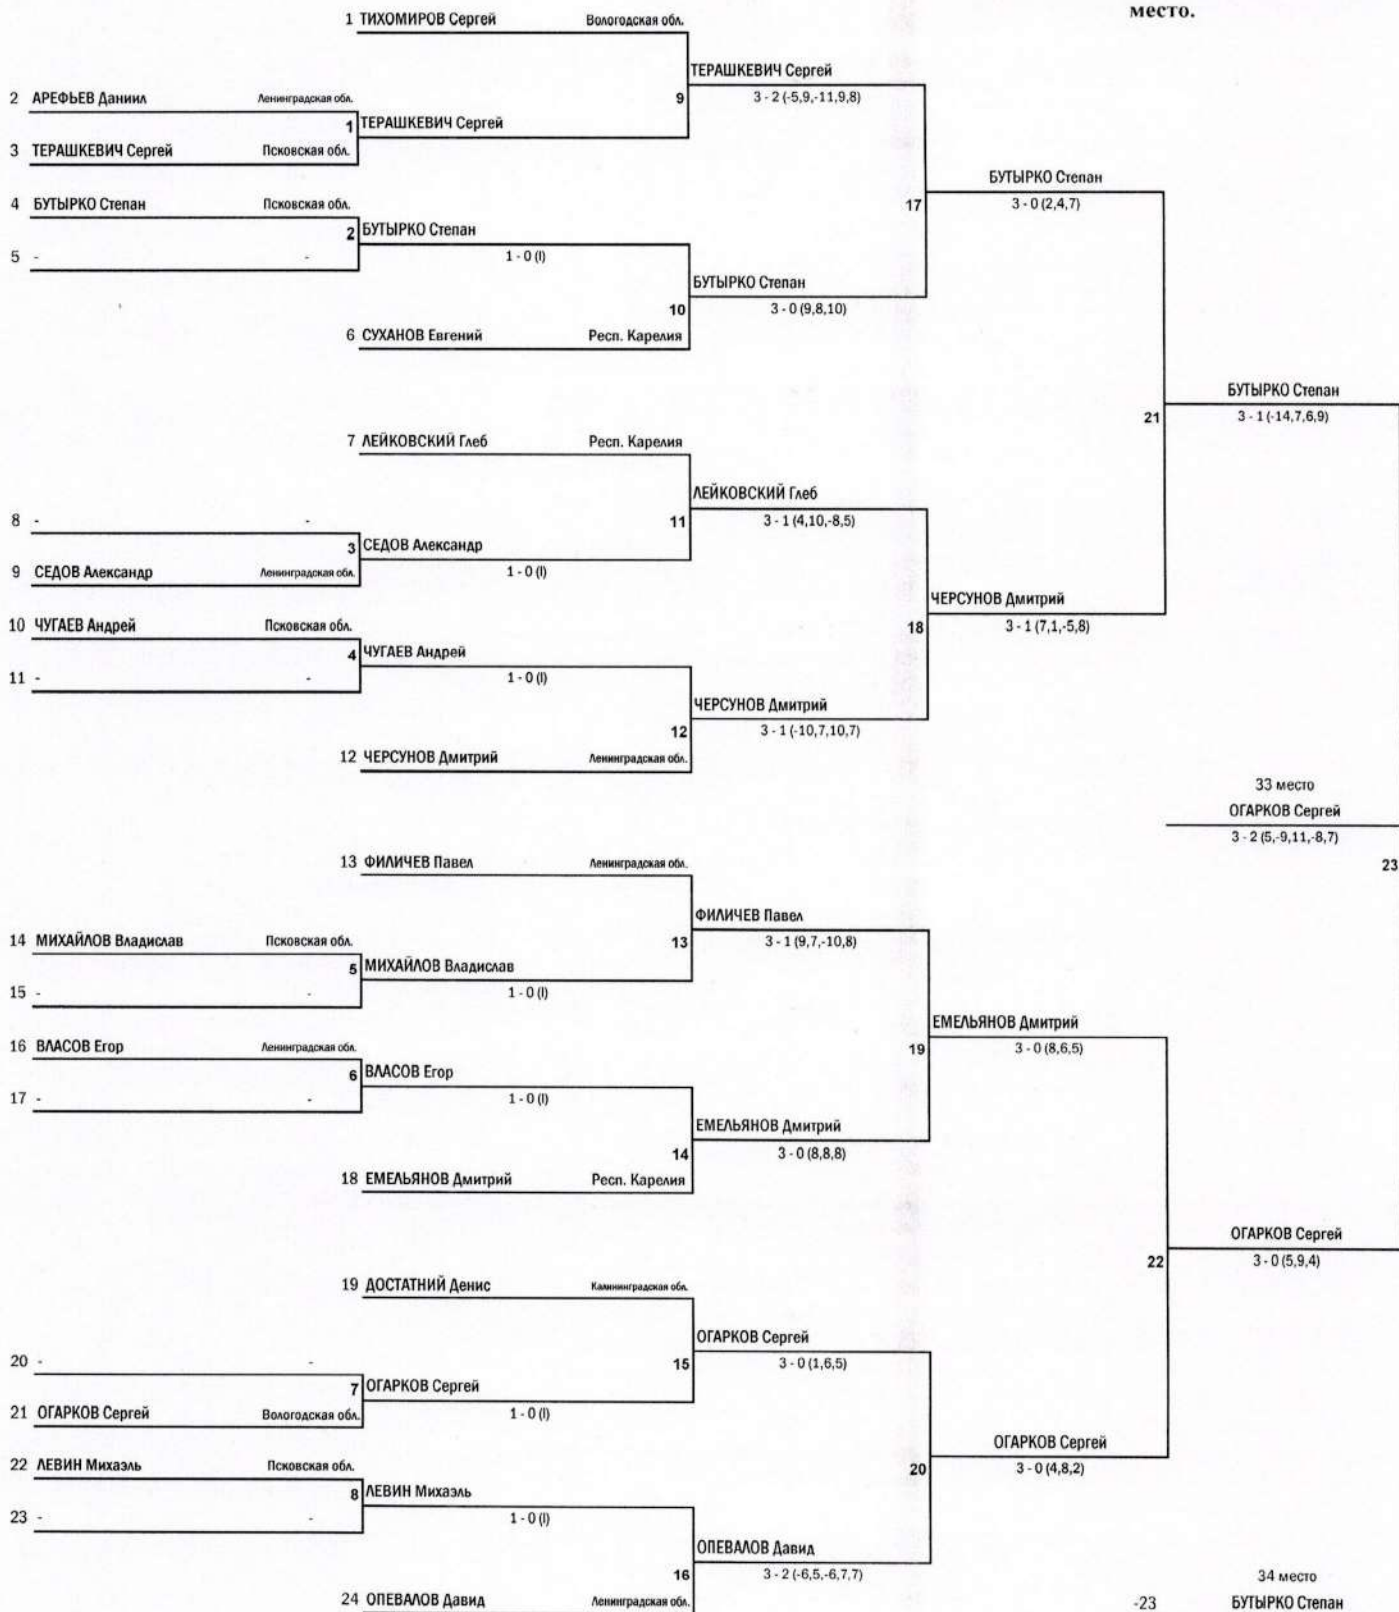 место.
1 ТИХОМИРОВ Сергей Вологодская обл.
ТЕРАШКЕВИЧ Сергей
2 АРЕФЬЕВ Даниил Ленинградская обл. 9 3 - 2 (-5,9,-11,9,8)
1 ТЕРАШКЕВИЧ Сергей
3 ТЕРАШКЕВИЧ Сергей Псковская обл.
БУТЫРКО Степан
4 БУТЫРКО Степан Псковская обл. 17 3 - 0 (2,4,7)
2 БУТЫРКО Степан
5 - - 1 - 0 (I)
БУТЫРКО Степан
10 3 - 0 (9,8,10)
6 СУХАНОВ Евгений Респ. Карелия
БУТЫРКО Степан
21 3 - 1 (-14,7,6,9)
7 ЛЕЙКОВСКИЙ Глеб Респ. Карелия
ЛЕЙКОВСКИЙ Глеб
8 - - 11 3 - 1 (4,10,-8,5)
3 СЕДОВ Александр
9 СЕДОВ Александр Ленинградская обл. 1 - 0 (I)
ЧЕРСУНОВ Дмитрий
10 ЧУГАЕВ Андрей Псковская обл. 18 3 - 1 (7,1,-5,8)
4 ЧУГАЕВ Андрей
11 - - 1 - 0 (I)
ЧЕРСУНОВ Дмитрий
12 3 - 1 (-10,7,10,7)
12 ЧЕРСУНОВ Дмитрий Ленинградская обл.
33 место
ОГАРКОВ Сергей
3 - 2 (5,-9,11,-8,7)
13 ФИЛИЧЕВ Павел Ленинградская обл. 23
ФИЛИЧЕВ Павел
14 МИХАЙЛОВ Владислав Псковская обл. 13 3 - 1 (9,7,-10,8)
5 МИХАЙЛОВ Владислав
15 - - 1 - 0 (I)
ЕМЕЛЬЯНОВ Дмитрий
16 ВЛАСОВ Егор Ленинградская обл. 19 3 - 0 (8,6,5)
6 ВЛАСОВ Егор
17 - - 1 - 0 (I)
ЕМЕЛЬЯНОВ Дмитрий
14 3 - 0 (8,8,8)
18 ЕМЕЛЬЯНОВ Дмитрий Респ. Карелия
ОГАРКОВ Сергей
22 3 - 0 (5,9,4)
19 ДОСТАТНИЙ Денис Калининградская обл.
ОГАРКОВ Сергей
20 - - 15 3 - 0 (1,6,5)
7 ОГАРКОВ Сергей
21 ОГАРКОВ Сергей Вологодская обл. 1 - 0 (I)
ОГАРКОВ Сергей
22 ЛЕВИН Михаэль Псковская обл. 20 3 - 0 (4,8,2)
8 ЛЕВИН Михаэль
23 - - 1 - 0 (I)
ОПЕВАЛОВ Давид
16 3 - 2 (-6,5,-6,7,7) 34 место
24 ОПЕВАЛОВ Давид Ленинградская обл. -23 БУТЫРКО Степан